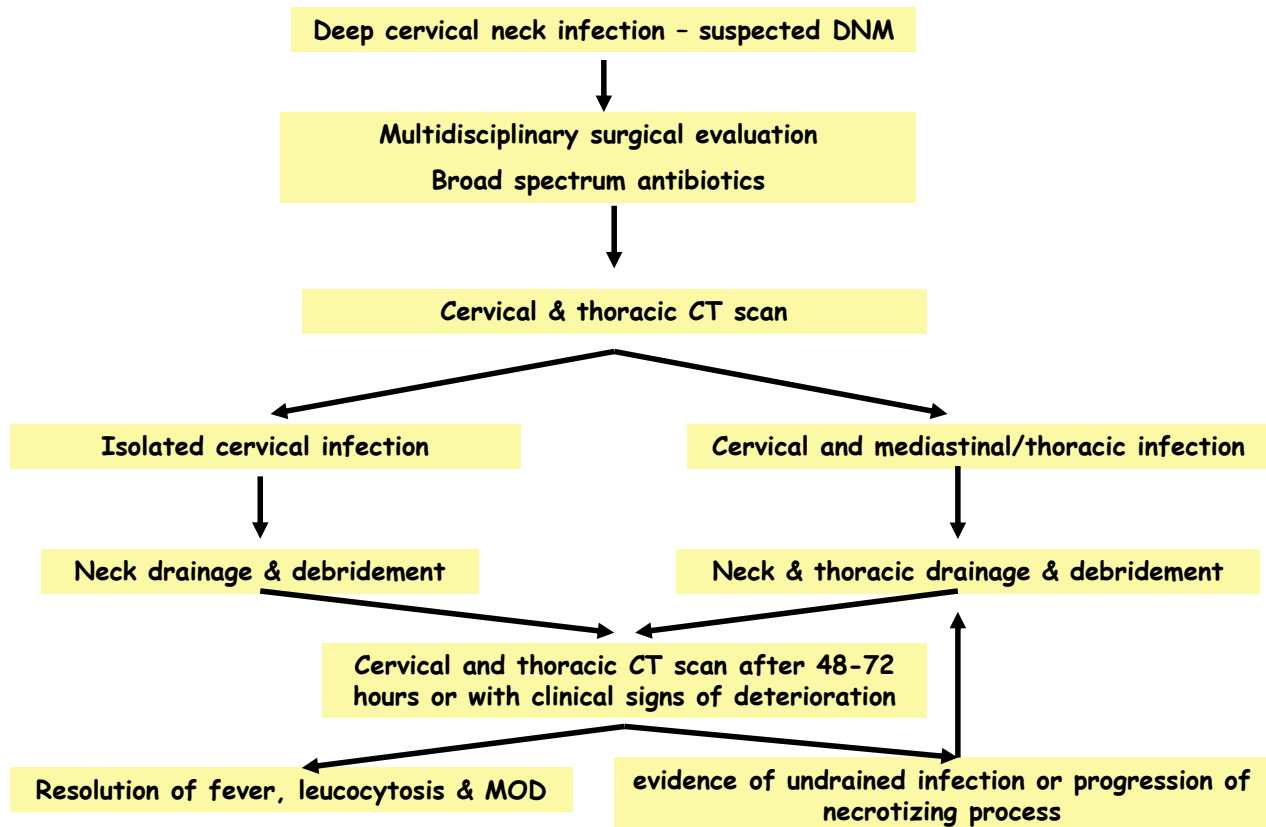 Deep cervical neck infection – suspected DNM
Multidisciplinary surgical evaluation
Broad spectrum antibiotics
Cervical & thoracic CT scan
Isolated cervical infection
Cervical and mediastinal/thoracic infection
Neck drainage & debridement
Neck & thoracic drainage & debridement
Cervical and thoracic CT scan after 48-72
hours or with clinical signs of deterioration
Resolution of fever, leucocytosis & MOD
evidence of undrained infection or progression of
necrotizing process